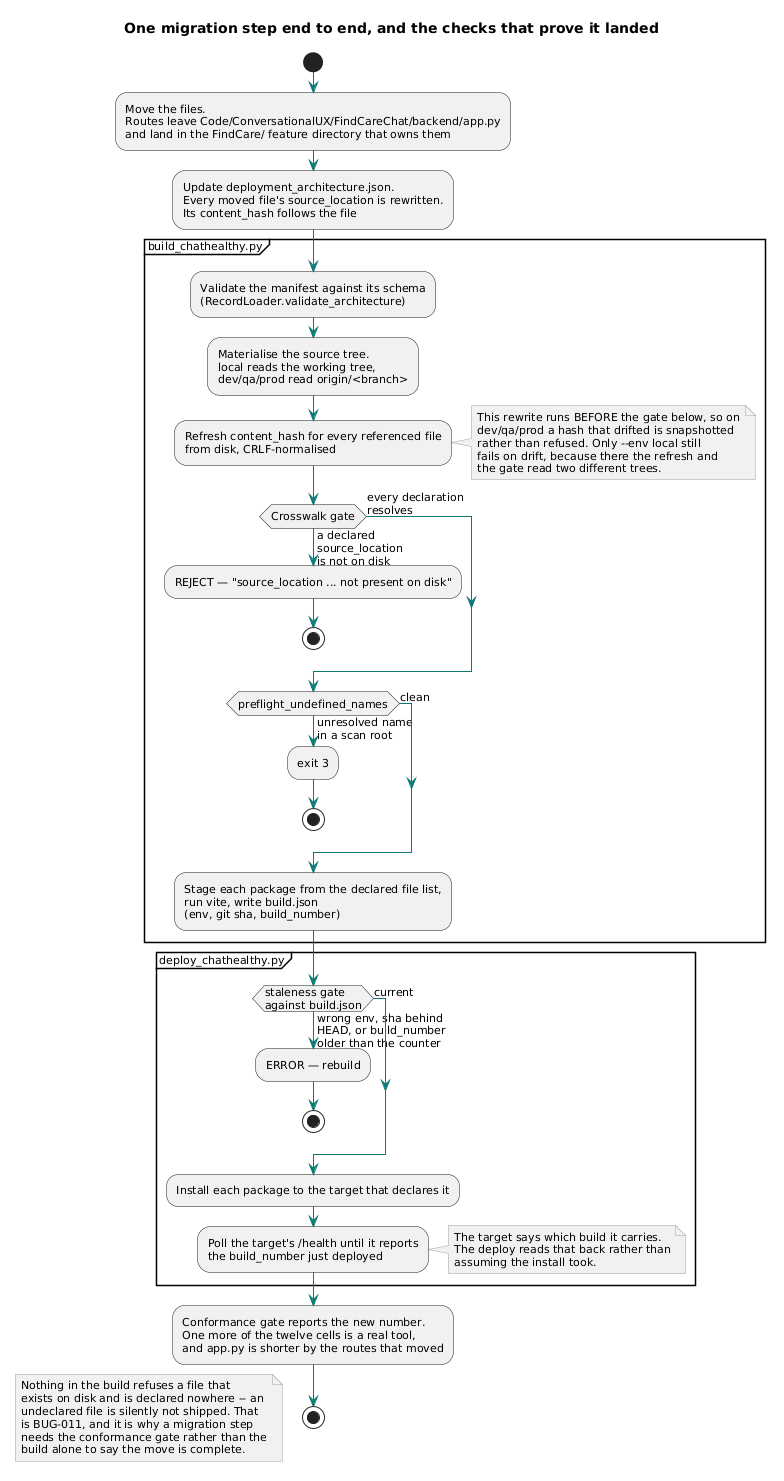 One migration step end to end, and the checks that prove it landed
Move the files.
Routes leave Code/ConversationalUX/FindCareChat/backend/app.py
and land in the FindCare/ feature directory that owns them
Update deployment_architecture.json.
Every moved file's source_location is rewritten.
Its content_hash follows the file
build_chathealthy.py
Validate the manifest against its schema
(RecordLoader.validate_architecture)
Materialise the source tree.
local reads the working tree,
dev/qa/prod read origin/<branch>
Refresh content_hash for every referenced file
from disk, CRLF-normalised
This rewrite runs BEFORE the gate below, so on
dev/qa/prod a hash that drifted is snapshotted
rather than refused. Only --env local still
fails on drift, because there the refresh and
the gate read two different trees.
Crosswalk gate
every declaration
resolves
a declared
source_location
is not on disk
REJECT — "source_location ... not present on disk"
preflight_undefined_names
clean
unresolved name
in a scan root
exit 3
Stage each package from the declared file list,
run vite, write build.json
(env, git sha, build_number)
deploy_chathealthy.py
staleness gate
against build.json
current
wrong env, sha behind
HEAD, or build_number
older than the counter
ERROR — rebuild
Install each package to the target that declares it
Poll the target's /health until it reports
the build_number just deployed
The target says which build it carries.
The deploy reads that back rather than
assuming the install took.
Conformance gate reports the new number.
One more of the twelve cells is a real tool,
and app.py is shorter by the routes that moved
Nothing in the build refuses a file that
exists on disk and is declared nowhere -- an
undeclared file is silently not shipped. That
is BUG-011, and it is why a migration step
needs the conformance gate rather than the
build alone to say the move is complete.